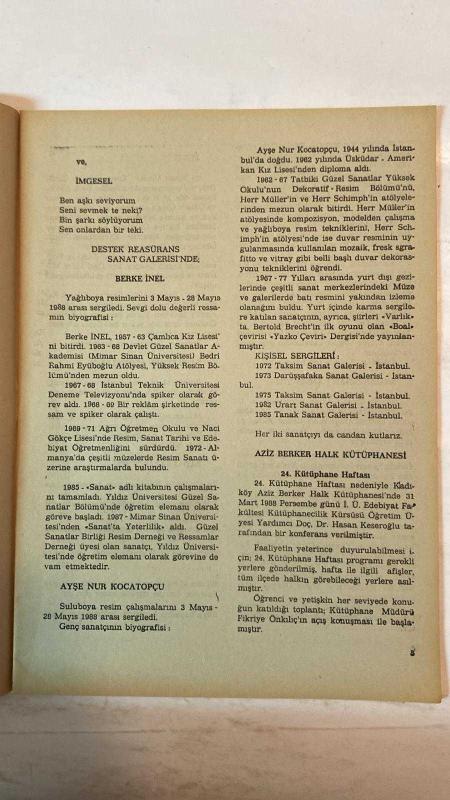 ve,
İMGESEL
Ben aşkı seviyorum
Seni sevmek te neki?
Bin şarkı söylüyorum
Sen onlardan bir teki.
DESTEK REASÜRANS
SANAT GALERİSİ'NDE;
BERKE İNEL
Yağlıboya resimlerini 3 Mayıs - 28 Mayıs
1988 arası sergiledi. Sevgi dolu değerli ressa-
mın biyografisi :
Berke İNEL, 1957 - 63 Çamlıca Kız Lisesi'
ni bitirdi. 1963 - 68 Devlet Güzel Sanatlar A-
kademisi (Mimar Sinan Üniversitesi) Bedri
Rahmi Eyüboğlu Atölyesi, Yüksek Resim Bö-
lümü'nden mezun oldu.
1967 - 68 İstanbul Teknik Üniversitesi
Deneme Televizyonu'nda spiker olarak gö-
rev aldı. 1968 - 69 Bir reklâm şirketinde res-
sam ve spiker olarak çalıştı.
1969 - 71 Ağrı Öğretmen Okulu ve Naci
Gökçe Lisesi'nde Resim, Sanat Tarihi ve Ede-
biyat Öğretmenliğini sürdürdü. 1972 - Al-
manya'da çeşitli müzelerde Resim Sanatı ü-
zerine araştırmalarda bulundu.
1985 - «Sanat» adlı kitabının çalışmaları-
nı tamamladı. Yıldız Üniversitesi Güzel Sa-
natlar Bölümü'nde öğretim elemanı olarak
göreve başladı. 1987 - Mimar Sinan Üniversi-
tesi'nden «Sanat'ta Yeterlilik» aldı. Güzel
Sanatlar Birliği Resim Derneği ve Ressamlar
Derneği üyesi olan sanatçı, Yıldız Üniversi-
tesi'nde öğretim elemanı olarak görevine de
vam etmektedir.
AYŞE NUR KOCATOPÇU
Suluboya resim çalışmalarını 3 Mayıs -
28 Mayıs 1988 arası sergiledi.
Genç sanatçının biyografisi :
Ayşe Nur Kocatopçu, 1944 yılında İstan-
bul'da doğdu. 1962 yılında Üsküdar - Ameri-
kan Kız Lisesi'nden diploma aldı.
1962 - 67 Tatbiki Güzel Sanatlar Yüksek
Okulu'nun Dekoratif - Resim Bölümü'nü,
Herr Müller'in ve Herr Schimph'in atölyele-
rinden mezun olarak bitirdi. Herr Müller'in
atölyesinde kompozisyon, modelden çalışma
ve yağlıboya resim tekniklerini, Herr Sch-
imph'in atölyesi'nde ise duvar resminin uy-
gulanmasında kullanılan mozaik, fresk sgra-
fitto ve vitray gibi belli başlı duvar dekoras-
yonu tekniklerini öğrendi.
1967 - 77 Yılları arasında yurt dışı gezi-
lerinde çeşitli sanat merkezlerindeki Müze
ve galerilerde batı resmini yakından izleme
olanağını buldu. Yurt içinde karma sergile-
re katılan sanatçının, ayrıca, şiirleri «Varlık»
ta, Bertold Brecht'in ilk oyunu olan «Boal»
çevirisi «Yazko Çeviri» Dergisi'nde yayınlan-
mıştır.
KİŞİSEL SERGİLERİ :
1972 Taksim Sanat Galerisi - İstanbul.
1973 Darüşşafaka Sanat Galerisi - İstan-
bul.
1975 Taksim Sanat Galerisi - İstanbul.
1982 Urart Sanat Galerisi - İstanbul.
1985 Tanak Sanat Galerisi - İstanbul.
Her iki sanatçıyı da candan kutlarız.
AZİZ BERKER HALK KÜTÜPHANESİ
24. Kütüphane Haftası
24. Kütüphane Haftası nedeniyle Kadı-
köy Aziz Berker Halk Kütüphanesi'nde 31
Mart 1988 Perşembe günü İ. Ü. Edebiyat Fa-
kültesi Kütüphanecilik Kürsüsü Öğretim Ü-
yesi Yardımcı Doç, Dr. Hasan Keseroğlu ta-
rafından bir konferans verilmiştir.
Faaliyetin yeterince duyurulabilmesi i-
çin; 24. Kütüphane Haftası programı gerekli
yerlere gönderilmiş, hafta ile ilgili afişler,
tüm ilçede halkın görebileceği yerlere asıl-
mıştır.
Öğrenci ve yetişkin her seviyede konu-
ğun katıldığı toplantı; Kütüphane Müdürü
Fikriye Önkılıç'ın açış konuşması ile başla-
mıştır.
5